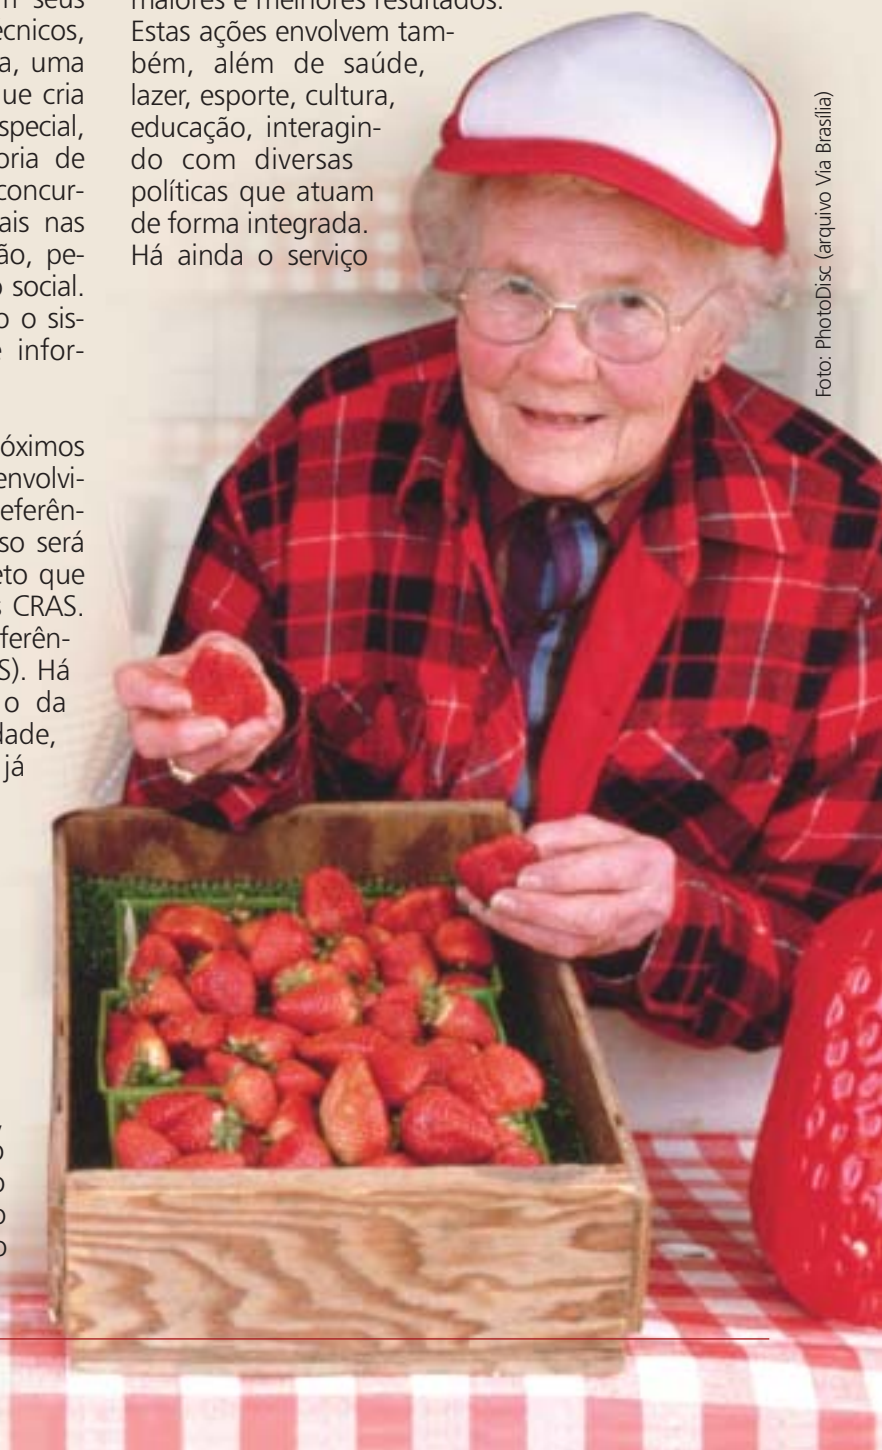 m seus
écnicos,
a, uma
ue cria
special,
oria de
concur-
ais nas
ão, pe-
o social.
o o sis-
e infor-
óximos
envolvi-
eferên-
so será
eto que
s CRAS.
ferên-
S). Há
o da
dade,
já
o
o
o
o
maiores e melhores resultados.
Estas ações envolvem tam-
bém, além de saúde,
lazer, esporte, cultura,
educação, interagin-
do com diversas
políticas que atuam
de forma integrada.
Há ainda o serviço
Foto: PhotoDisc (arquivo Via Brasília)